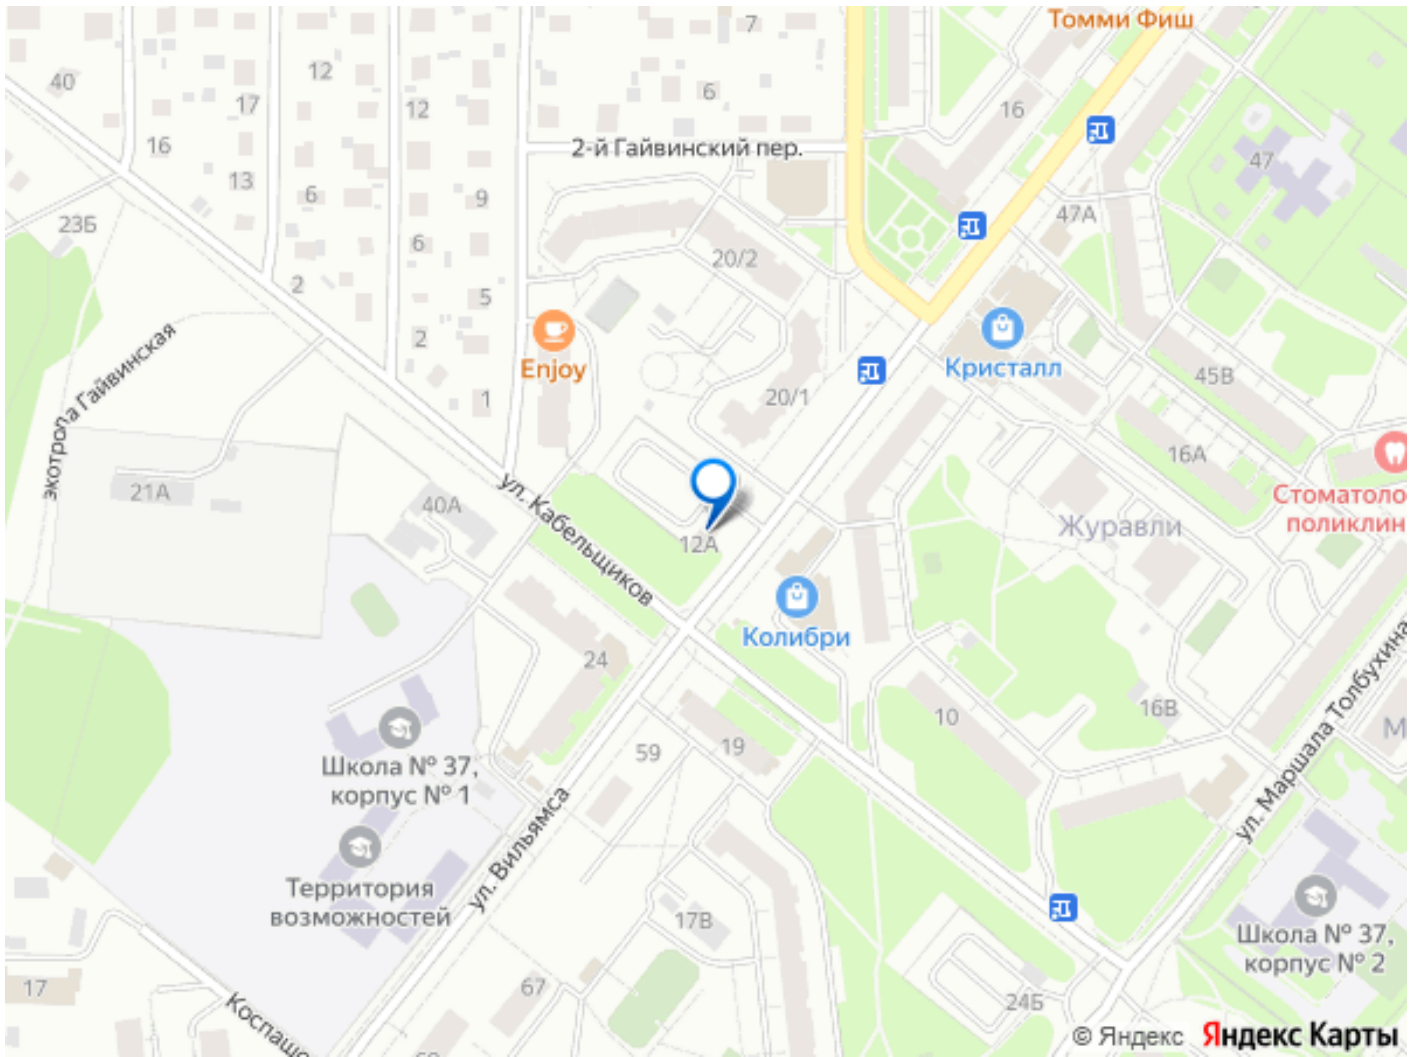 Томми Фиш
7
40
12
17
12
6
16
16
2-й Гайвинский пер.
47
13
6
9
47А
23Б
6
20/2
2
5
2
Enjoy
Кристалл
45В
экотропа Гайвинская
1
20/1
16А
21А
40А
ул. Кабельщиков
12А
Журавли
Стоматоло
поликлин
Колибри
24
10
16В
59
19
ул. Маршала Толбухина
М
Школа № 37,
корпус № 1
ул. Вильямса
Территория
возможностей
17В
Школа № 37,
корпус № 2
17
67
24Б
Коспашо
© Яндекс Яндекс Карты